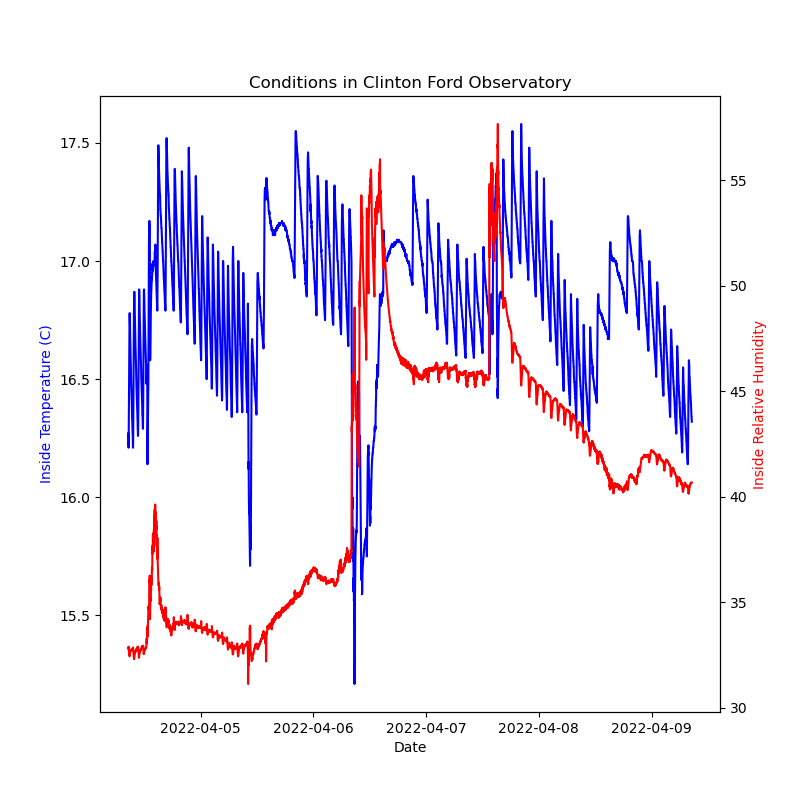 Conditions in Clinton Ford Observatory
17.5
17.0
16.5
16.0
15.5
Inside Temperature (C)
55
50
45
40
35
30
Inside Relative Humidity
2022-04-05 2022-04-06 2022-04-07 2022-04-08 2022-04-09
Date